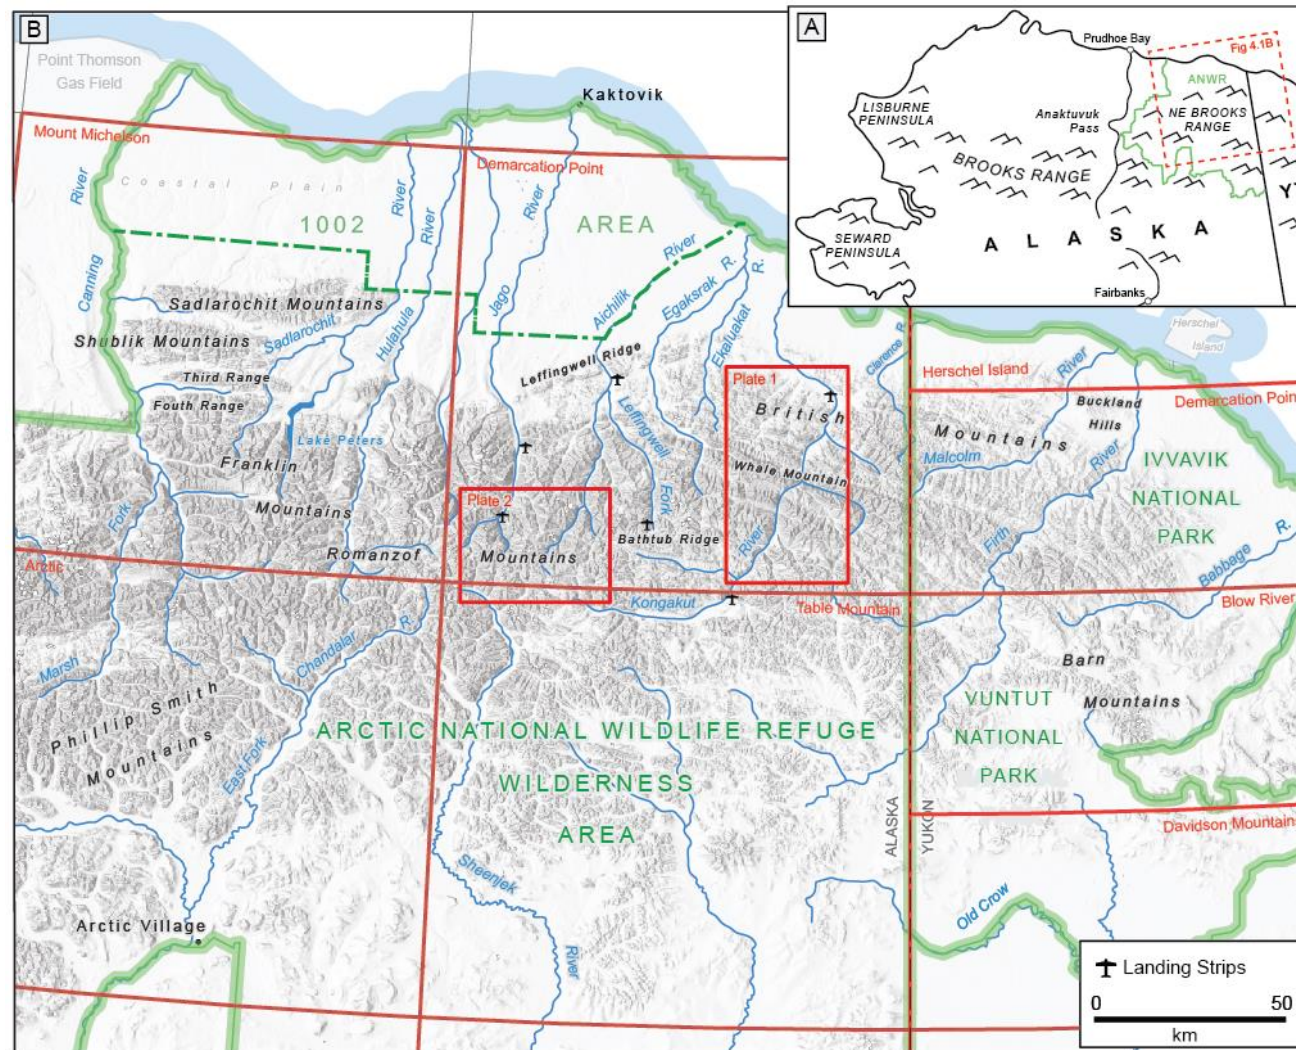 B
Point Thomson
Gas Field
Kaktovik
Mount Michelson
Demarcation Point
Coastal Plain
River
River
River
River
River
1002
AREA
Canning
Sadlarochit Mountains
Sadlarochit
Hulahula
Jago
Aichilik
Egaksrak R.
Ekaluakat R.
Clarence R.
Shublik Mountains
Third Range
Fouth Range
Lake Peters
Franklin
Mountains
Leffingwell Ridge
Leffingwell
Fork
Plate 1
British
Whale Mountain
River
Plate 2
Mountains
Bathtub Ridge
Romanzof
Fork
Arctic
Marsh
Kongakut
Table Mountain
Herschel Island
Herschel
Island
Demarcation Poin
River
Buckland
Hills
Mountains
Malcolm
River
Firth
IVVAVIK
NATIONAL
PARK
Babbage R.
Blow River
Barn
Mountains
Chandalar R.
East Fork
Phillip Smith
Mountains
ARCTIC NATIONAL WILDLIFE REFUGE
WILDERNESS
AREA
VUNTUT
NATIONAL
PARK
ALASKA
YUKON
Davidson Mountains
Old Crow
Sheenjek
River
Arctic Village
Landing Strips
0 50
km
A
Prudhoe Bay
Fig 4.1B
ANWR
LISBURNE
PENINSULA
Anaktuvuk
Pass
NE BROOKS
RANGE
BROOKS RANGE
SEWARD
PENINSULA
ALASKA
Fairbanks